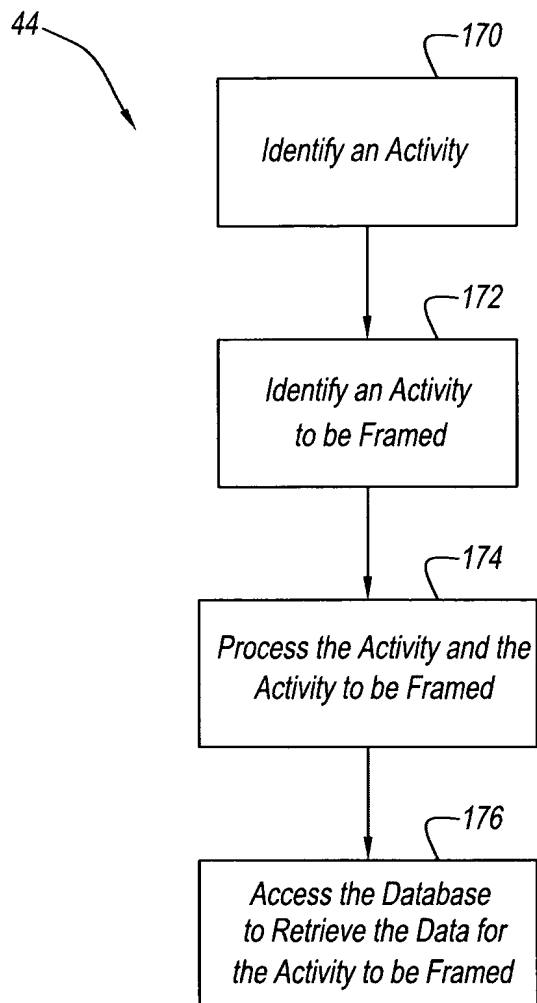 44
170
Identify an Activity
172
Identify an Activity
to be Framed
174
Process the Activity and the
Activity to be Framed
176
Access the Database
to Retrieve the Data for
the Activity to be Framed